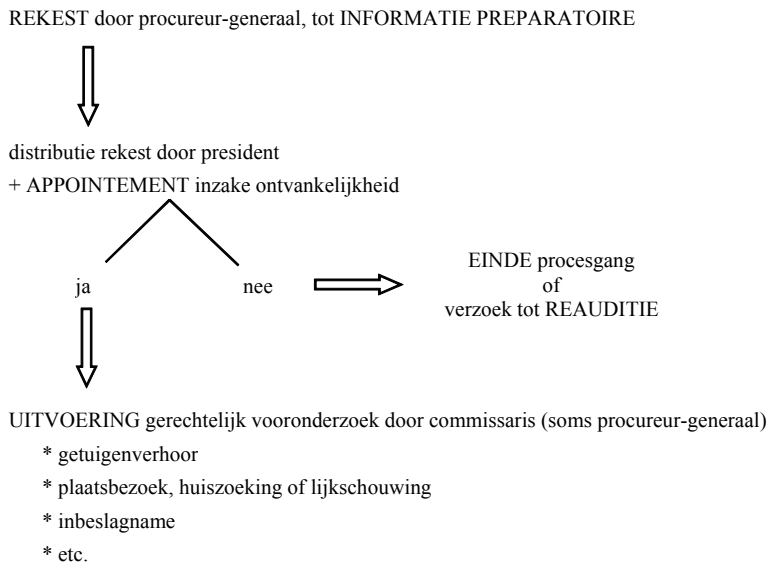 REKEST door procureur-generaal, tot INFORMATIE PREPARATOIRE
distributie rekest door president
+ APPOINTEMENT inzake ontvankelijkheid
ja
nee
EINDE procesgang
of
verzoek tot REAUDITIE
UITVOERING gerechtelijk vooronderzoek door commissaris (soms procureur-generaal)
* getuigenverhoor
* plaatsbezoek, huiszoeking of lijkschouwing
* inbeslagname
* etc.